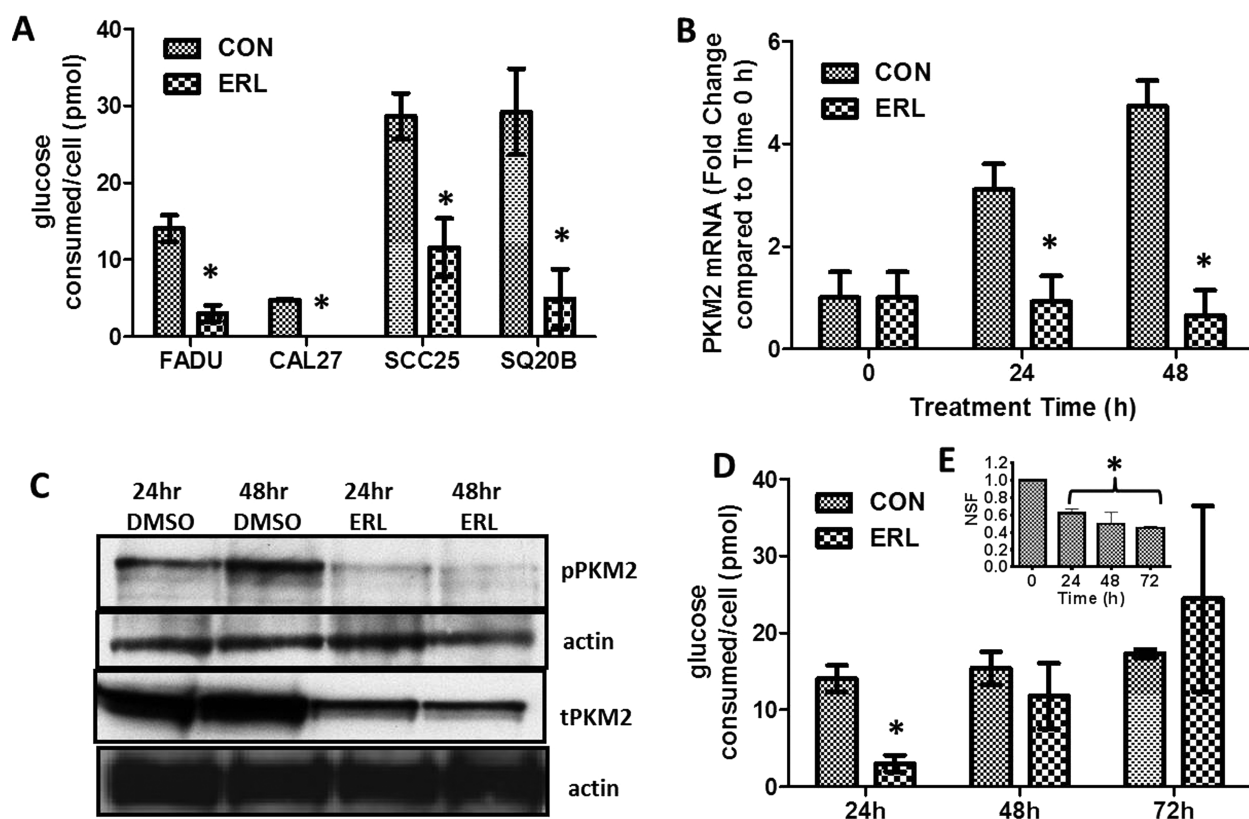 A
40
30
20
10
0
glucose
consumed/cell (pmol)
CON
ERL
*
*
*
*
FADU
CAL27
SCC25
SQ20B
B
6
4
2
0
PKM2 mRNA (Fold Change
compared to Time 0 h)
CON
ERL
*
*
0
24
48
Treatment Time (h)
C
24hr
DMSO
48hr
DMSO
24hr
ERL
48hr
ERL
pPKM2
actin
tPKM2
actin
D
40
30
20
10
0
glucose
consumed/cell (pmol)
CON
ERL
*
24h
48h
72h
E
1.2
1.0
0.8
0.6
0.4
0.2
0.0
NSF
*
0
24
48
72
Time (h)